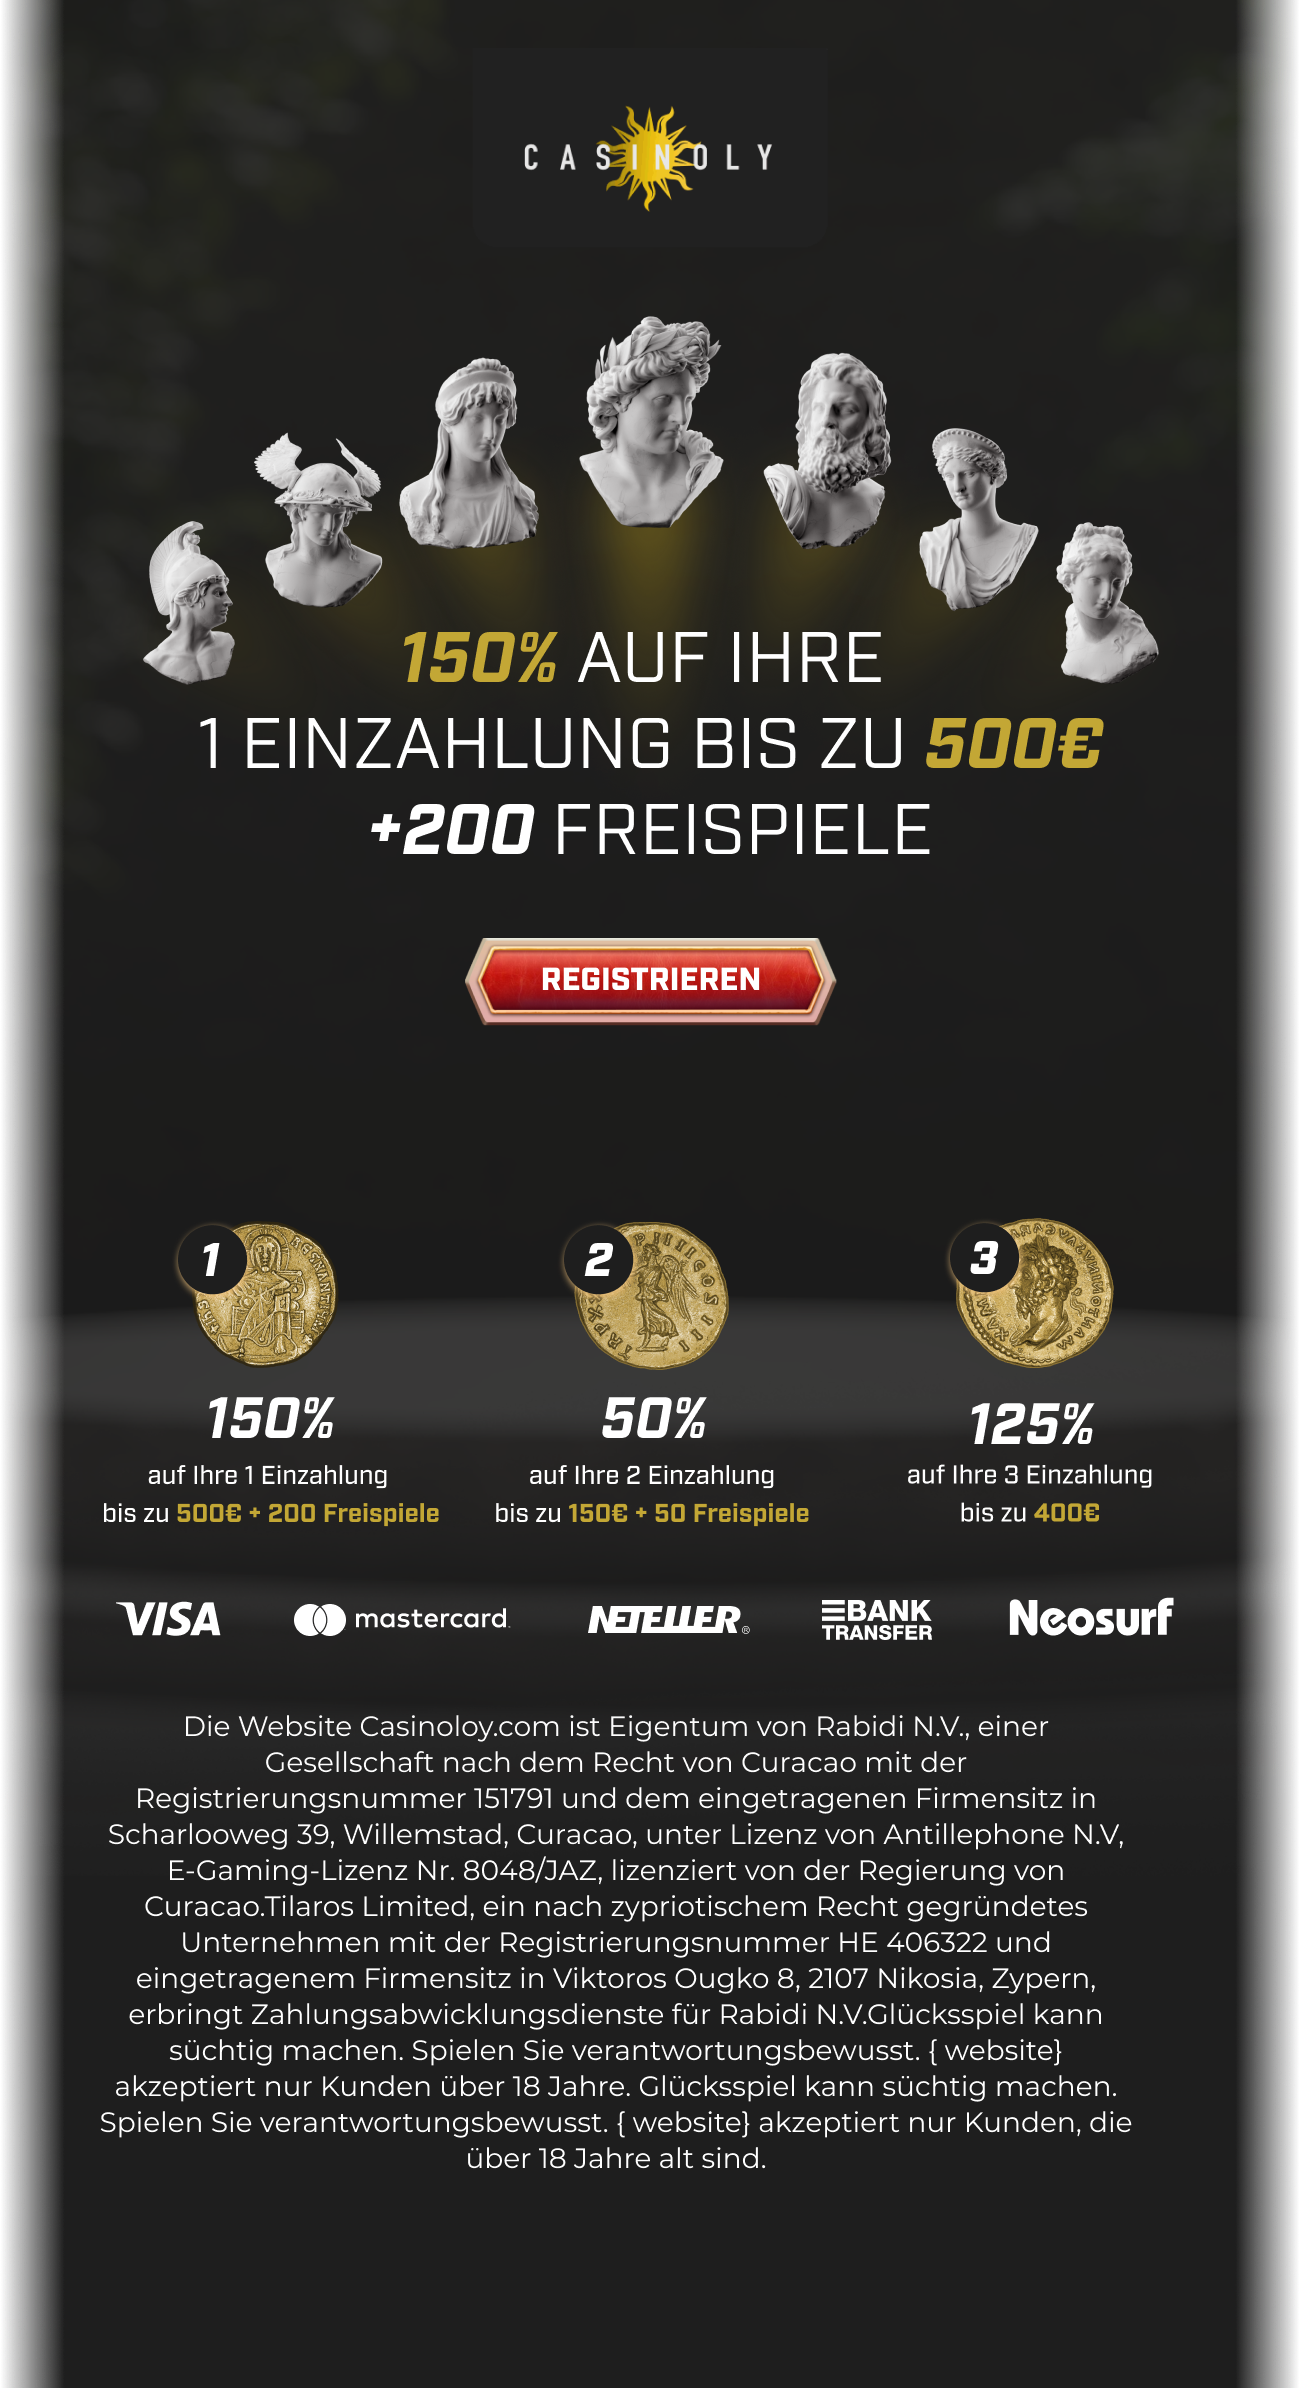 CASINOLY
150% AUF IHRE
1 EINZAHLUNG BIS ZU 500€
+200 FREISPIELE
REGISTRIEREN
1
2
3
150%
auf Ihre 1 Einzahlung
bis zu 500€ + 200 Freispiele
50%
auf Ihre 2 Einzahlung
bis zu 150€ + 50 Freispiele
125%
auf Ihre 3 Einzahlung
bis zu 400€
VISA
mastercard.
NETELLER®
BANK
TRANSFER
Neosurf
Die Website Casinoloy.com ist Eigentum von Rabidi N.V., einer
Gesellschaft nach dem Recht von Curacao mit der
Registrierungsnummer 151791 und dem eingetragenen Firmensitz in
Scharlooweg 39, Willemstad, Curacao, unter Lizenz von Antillephone N.V,
E-Gaming-Lizenz Nr. 8048/JAZ, lizenziert von der Regierung von
Curacao.Tilaros Limited, ein nach zypriotischem Recht gegründetes
Unternehmen mit der Registrierungsnummer HE 406322 und
eingetragenem Firmensitz in Viktoros Ougko 8, 2107 Nikosia, Zypern,
erbringt Zahlungsabwicklungsdienste für Rabidi N.V.Glücksspiel kann
süchtig machen. Spielen Sie verantwortungsbewusst. { website}
akzeptiert nur Kunden über 18 Jahre. Glücksspiel kann süchtig machen.
Spielen Sie verantwortungsbewusst. { website} akzeptiert nur Kunden, die
über 18 Jahre alt sind.